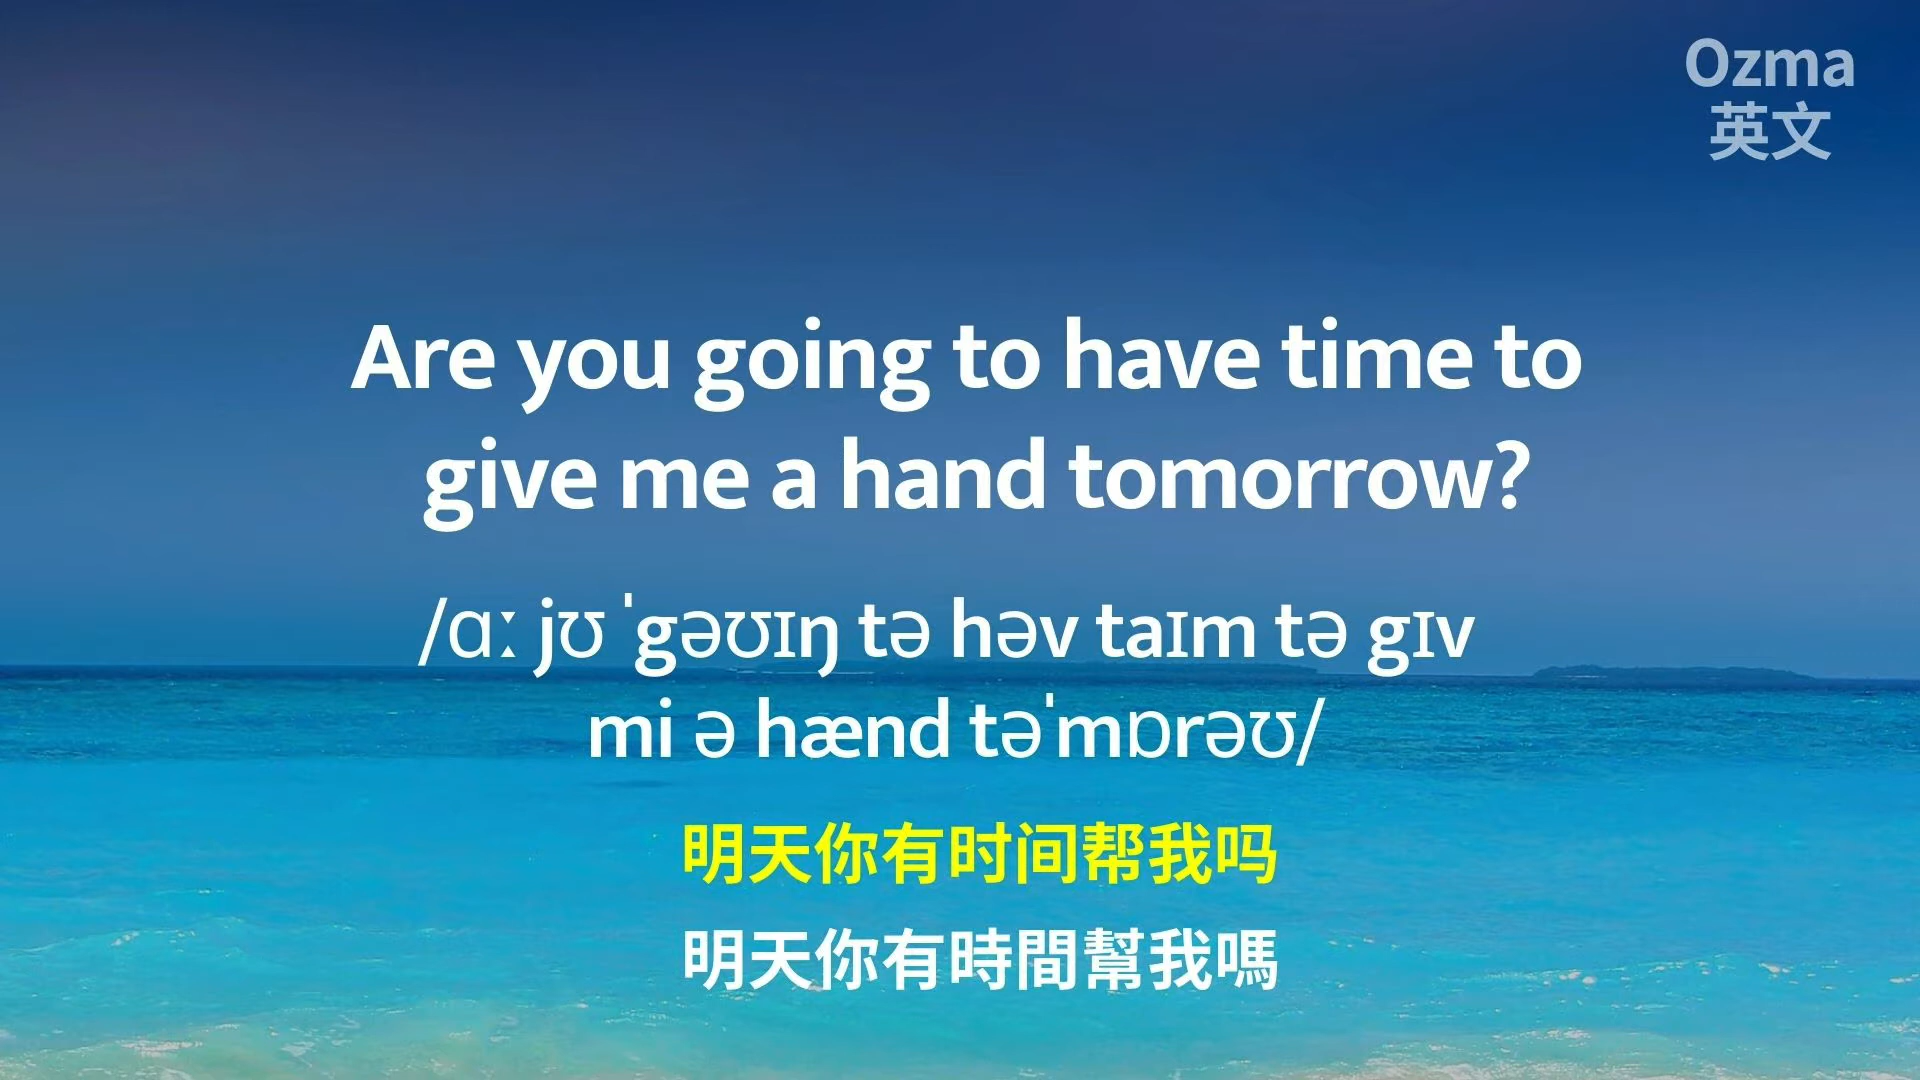 Ozma
英文
Are you going to have time to
give me a hand tomorrow?
/ɑː jʊ ˈgəʊɪŋ tə həv taɪm tə gɪv
mi ə hænd təˈmɒrəʊ/
明天你有时间帮我吗
明天你有時間幫我嗎